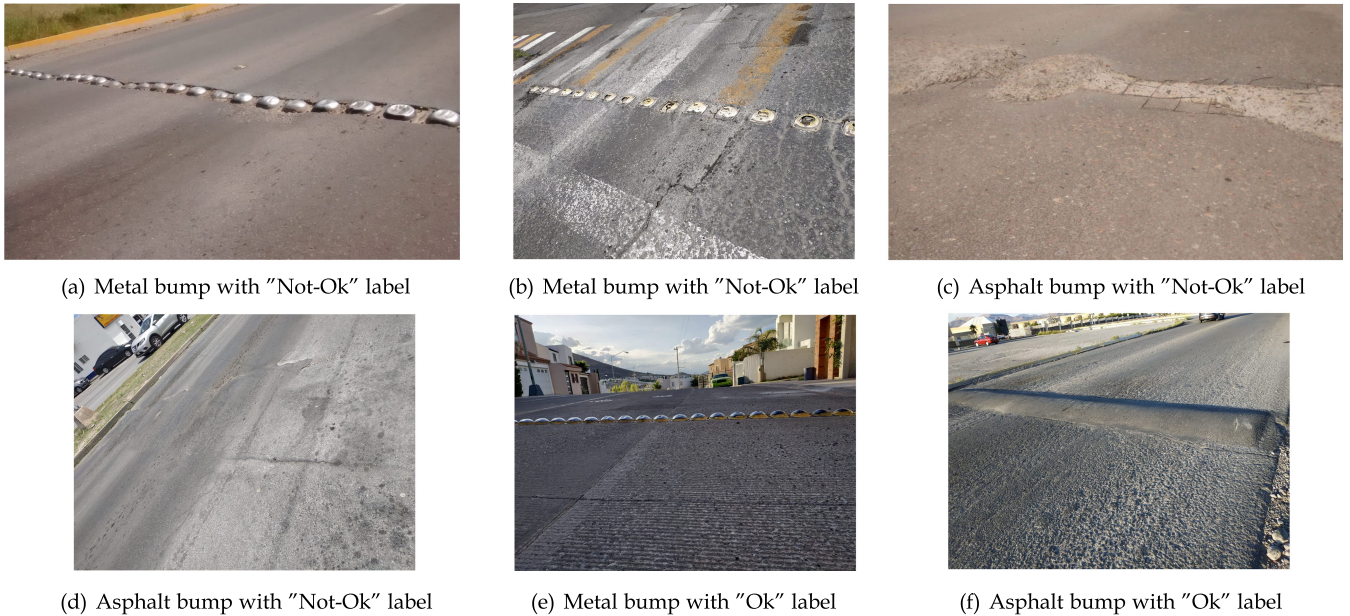 (a) Metal bump with ”Not-Ok” label
(b) Metal bump with ”Not-Ok” label
(c) Asphalt bump with ”Not-Ok” label
(d) Asphalt bump with ”Not-Ok” label
(e) Metal bump with ”Ok” label
(f) Asphalt bump with ”Ok” label